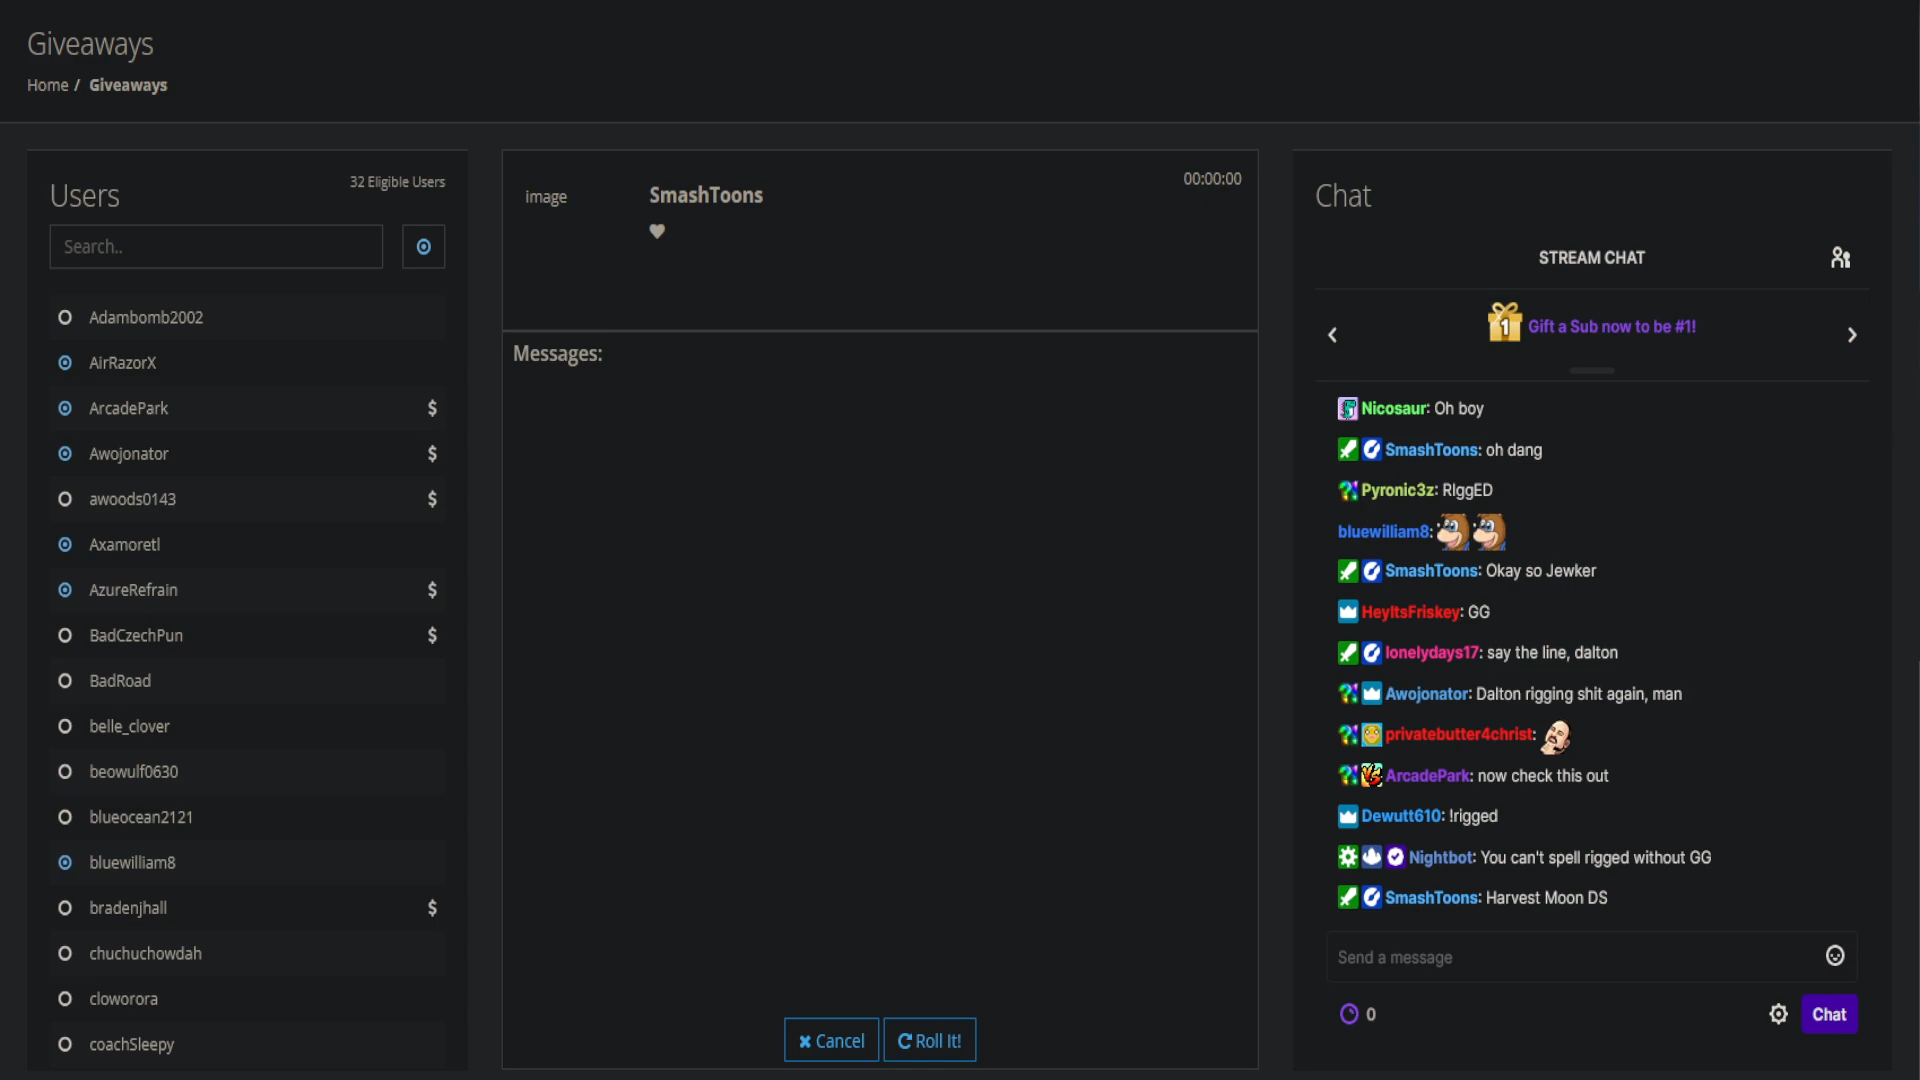 Giveaways
Home / Giveaways
Users
32 Eligible Users
Search..
Adambomb2002
AirRazorX
ArcadePark $
Awojonator $
awoods0143 $
Axamoretl
AzureRefrain $
BadCzechPun $
BadRoad
belle_clover
beowulf0630
blueocean2121
bluewilliam8
bradenjhall $
chuchuchowdah
cloworora
coachSleepy
image
SmashToons
00:00:00
Messages:
Cancel
Roll It!
Chat
STREAM CHAT
1 Gift a Sub now to be #1!
Nicosaur: Oh boy
SmashToons: oh dang
Pyronic3z: RIggED
bluewilliam8:
SmashToons: Okay so Jewker
HeyItsFriskey: GG
lonelydays17: say the line, dalton
Awojonator: Dalton rigging shit again, man
privatebutter4christ:
ArcadePark: now check this out
Dewutt610: !rigged
Nightbot: You can't spell rigged without GG
SmashToons: Harvest Moon DS
Send a message
0
Chat